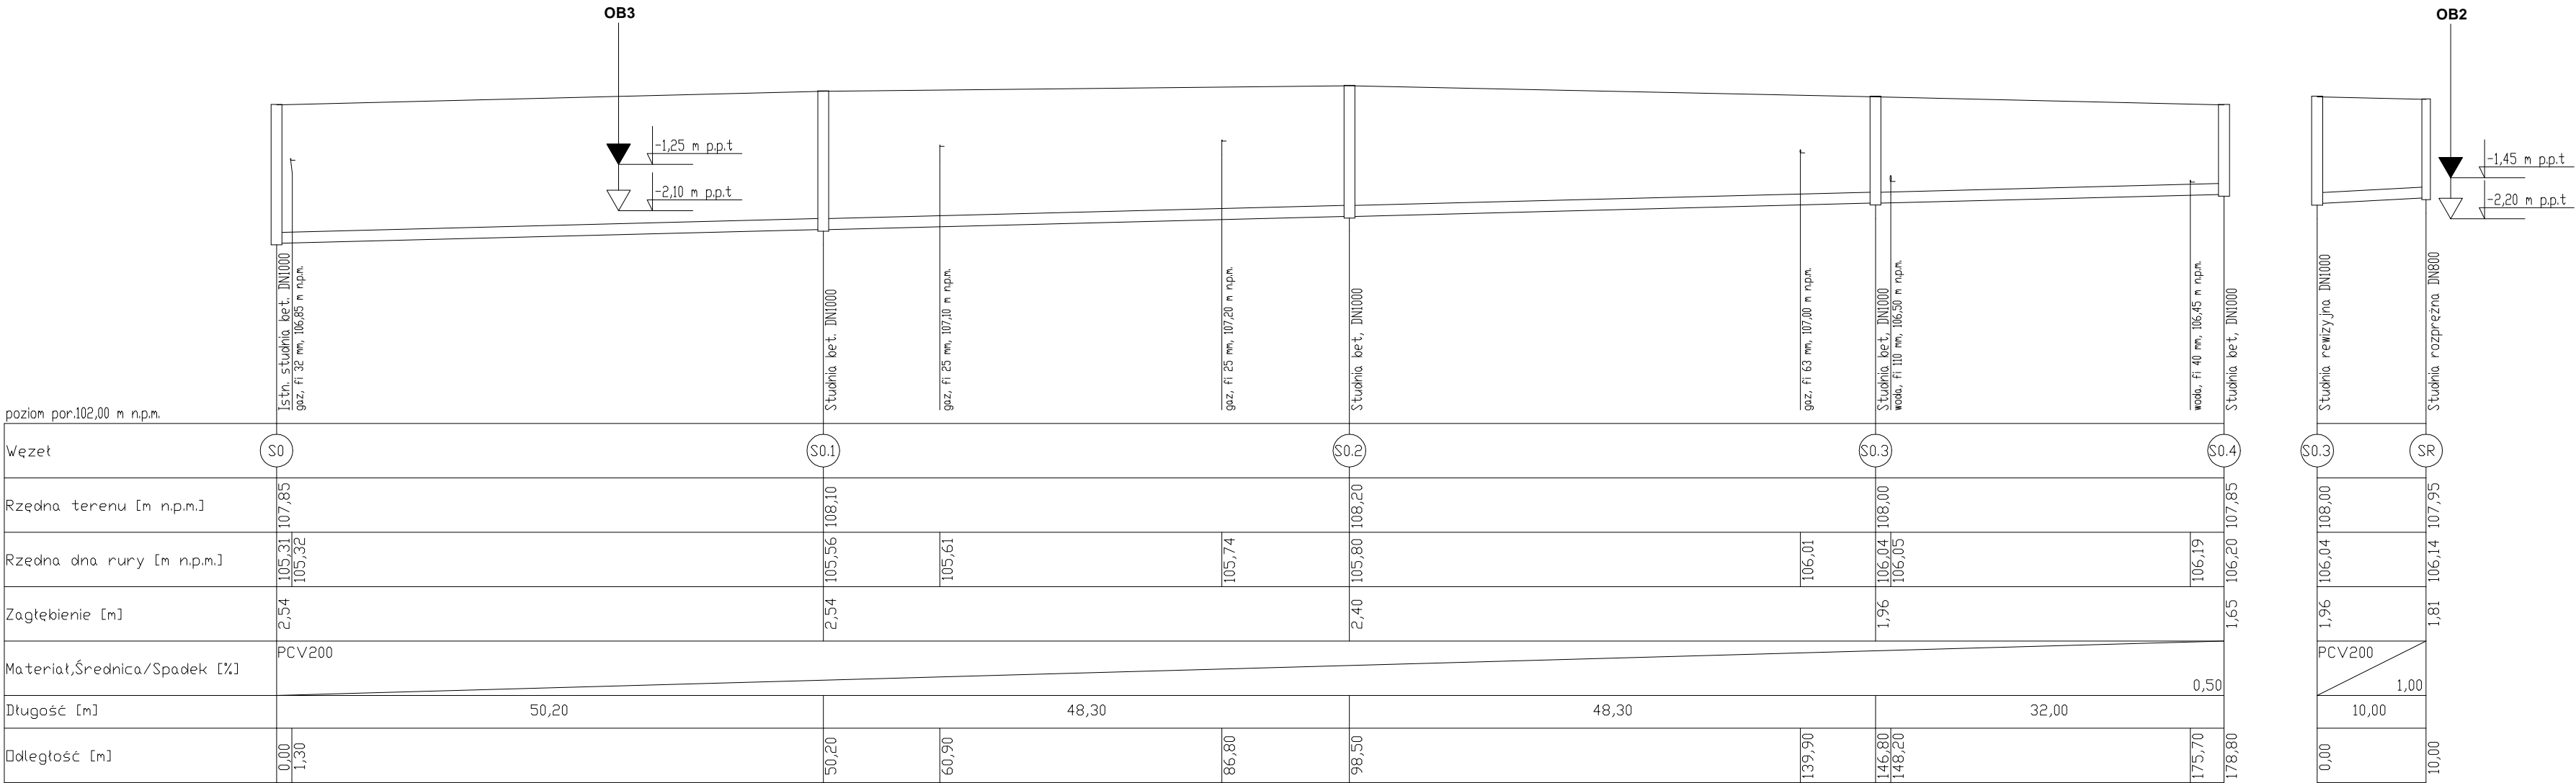 OB3
OB2
-1,25 m p.p.t
-2,10 m p.p.t
-1,45 m p.p.t
-2,20 m p.p.t
Istn. studnia bet. DN1000
gaz, fi 32 mm, 106,85 m n.p.m.
Studnia bet. DN1000
gaz, fi 25 mm, 107,10 m n.p.m.
gaz, fi 25 mm, 107,20 m n.p.m.
Studnia bet, DN1000
gaz, fi 63 mm, 107,00 m n.p.m.
Studnia bet, DN1000
woda, fi 110 mm, 106,50 m n.p.m.
woda, fi 40 mm, 106,45 m n.p.m.
Studnia bet, DN1000
Studnia rewizyjna DN1000
Studnia rozprężna DN800
poziom por.102,00 m n.p.m.
Węzeł S0 S0.1 S0.2 S0.3 S0.4 S0.3 SR
Rzędna terenu [m n.p.m.] 107,85 108,10 108,20 108,00 107,85 108,00 107,95
Rzędna dna rury [m n.p.m.] 105,31 105,32 105,56 105,61 105,74 105,80 106,01 106,04 106,05 106,19 106,20 106,04 106,14
Zagłębienie [m] 2,54 2,54 2,40 1,96 1,65 1,96 1,81
Materiał,Średnica/Spadek [%] PCV200 0,50 PCV200 1,00
Długość [m] 50,20 48,30 48,30 32,00 10,00
Odległość [m] 0,00 1,30 50,20 60,90 86,80 98,50 139,90 146,80 148,20 175,70 178,80 0,00 10,00